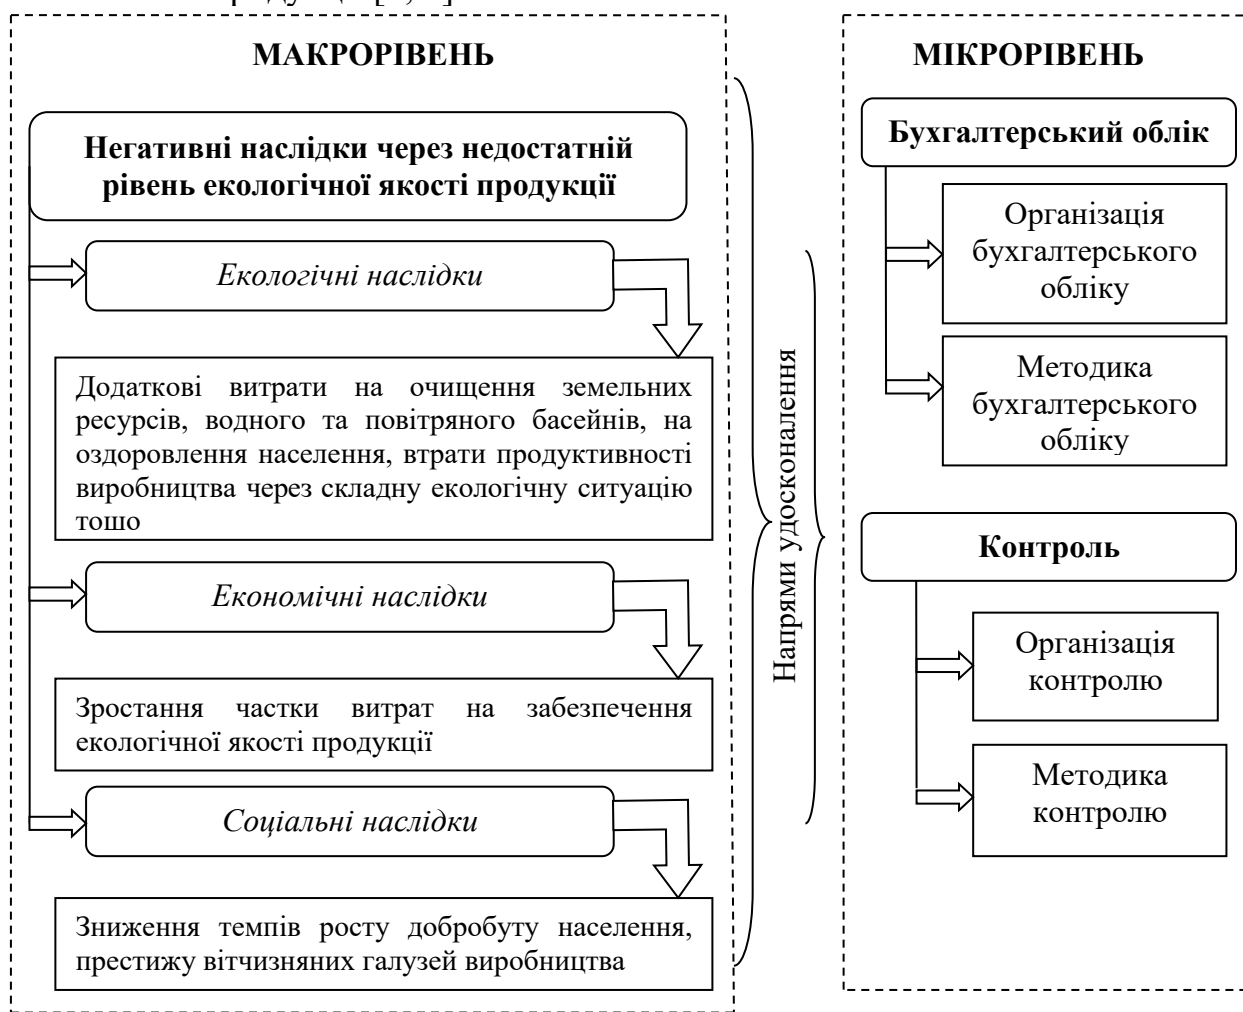 МАКРОРІВЕНЬ
Негативні наслідки через недостатній
рівень екологічної якості продукції
Екологічні наслідки
Додаткові витрати на очищення земельних
ресурсів, водного та повітряного басейнів, на
оздоровлення населення, втрати продуктивності
виробництва через складну екологічну ситуацію
тошо
Економічні наслідки
Зростання частки витрат на забезпечення
екологічної якості продукції
Соціальні наслідки
Зниження темпів росту добробуту населення,
престижу вітчизняних галузей виробництва
Напрями удосконалення
МІКРОРІВЕНЬ
Бухгалтерський облік
Організація
бухгалтерського
обліку
Методика
бухгалтерського
обліку
Контроль
Організація
контролю
Методика
контролю